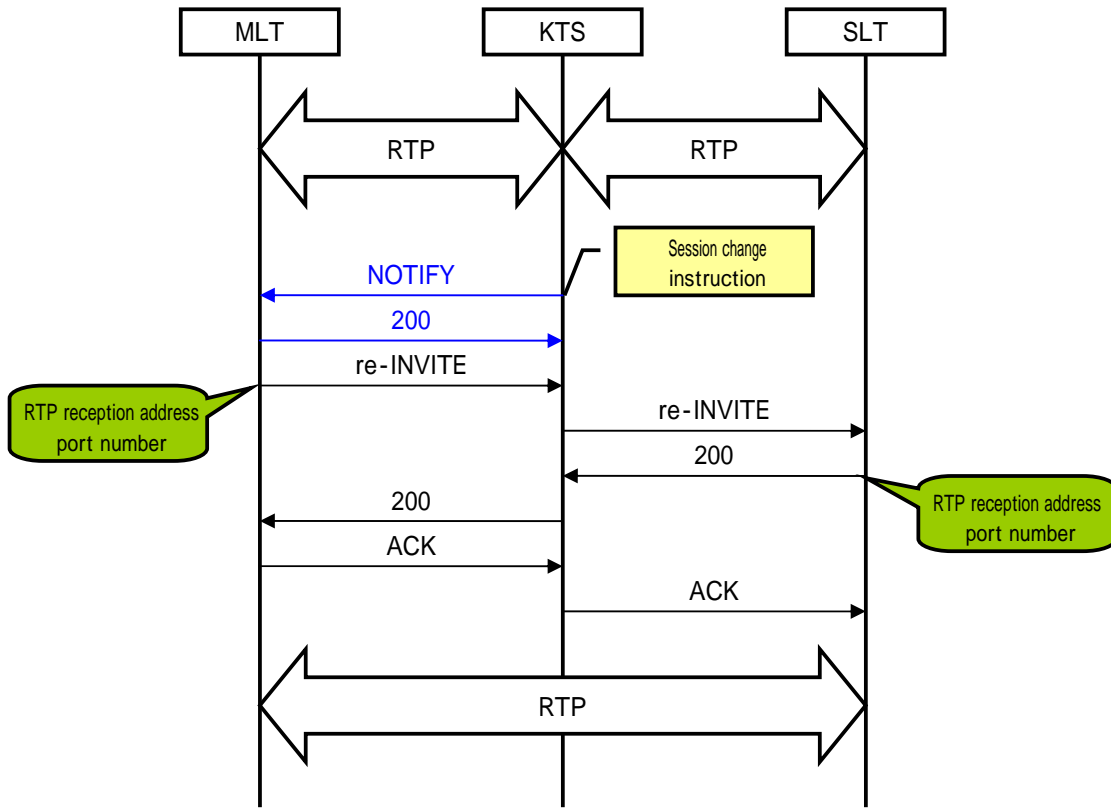 MLT
KTS
SLT
RTP
RTP
Session change
instruction
NOTIFY
200
re-INVITE
RTP reception address
port number
re-INVITE
200
RTP reception address
port number
200
ACK
ACK
RTP